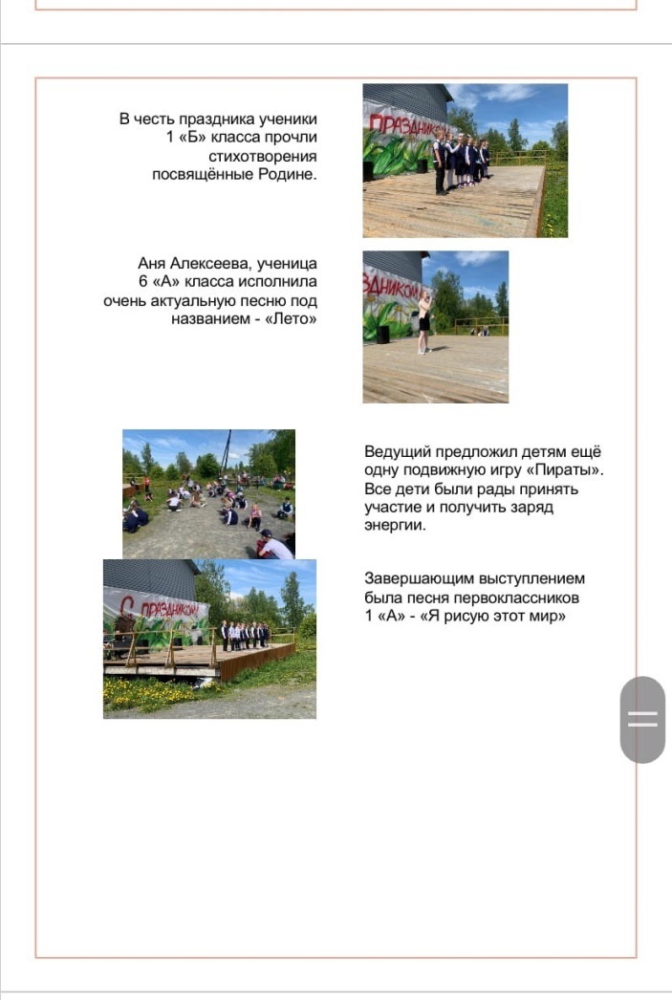 В честь праздника ученики
1 «Б» класса прочли
стихотворения
посвящённые Родине.
ПРАЗДНИКОМ
Аня Алексеева, ученица
6 «А» класса исполнила
очень актуальную песню под
названием - «Лето»
ЗДНИКОМ
Ведущий предложил детям ещё
одну подвижную игру «Пираты».
Все дети были рады принять
участие и получить заряд
энергии.
Завершающим выступлением
была песня первоклассников
1 «А» - «Я рисую этот мир»
С ПРАЗДНИКОМ!